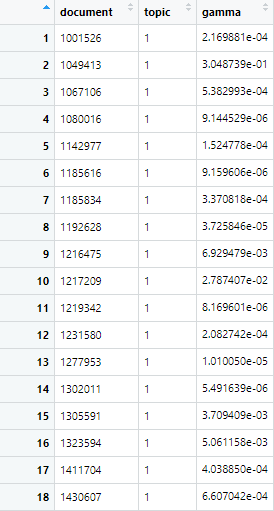 document topic gamma
1 1001526 1 2.169881e-04
2 1049413 1 3.048739e-01
3 1067106 1 5.382993e-04
4 1080016 1 9.144529e-06
5 1142977 1 1.524778e-04
6 1185616 1 9.159606e-06
7 1185834 1 3.370818e-04
8 1192628 1 3.725846e-05
9 1216475 1 6.929479e-03
10 1217209 1 2.787407e-02
11 1219342 1 8.169601e-06
12 1231580 1 2.082742e-04
13 1277953 1 1.010050e-05
14 1302011 1 5.491639e-06
15 1305591 1 3.709409e-03
16 1323594 1 5.061158e-03
17 1411704 1 4.038850e-04
18 1430607 1 6.607042e-04